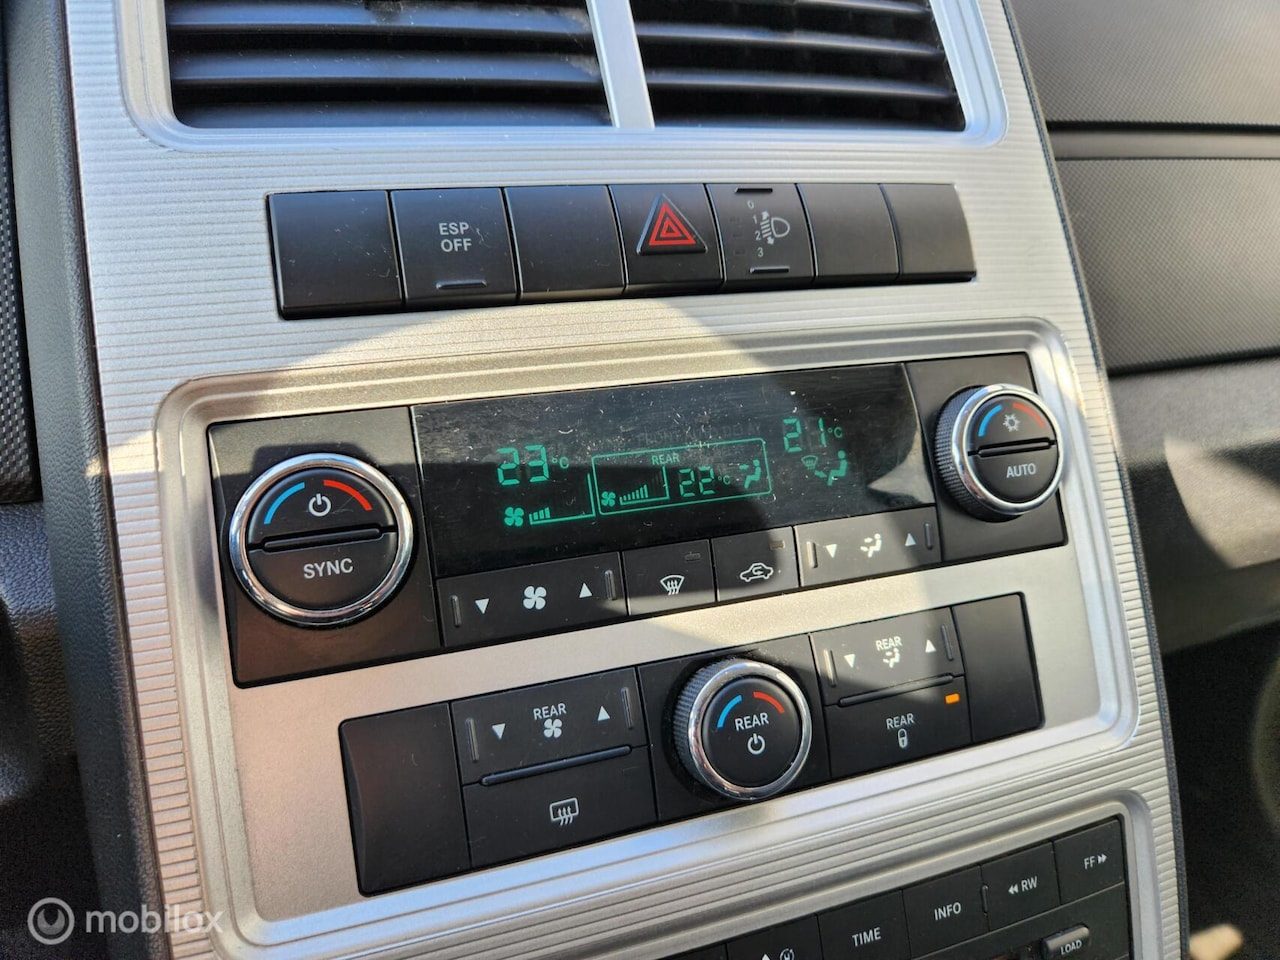 ESP
OFF
0
1
2
3
23°C
REAR
22°C
21°C
AUTO
SYNC
REAR
REAR
REAR
REAR
FF
RW
INFO
TIME
LOAD
mobilox